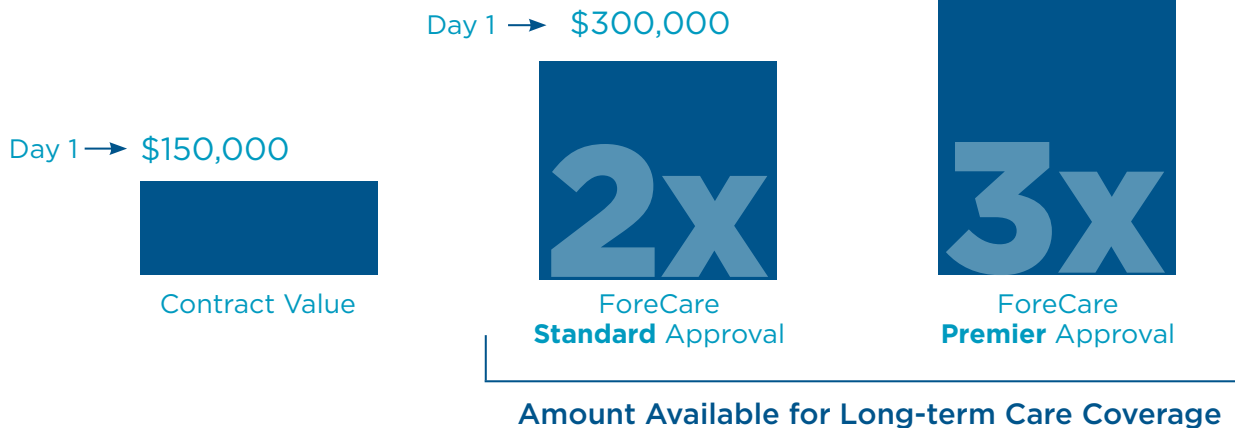 Day 1 → $300,000
Day 1 → $150,000
2x
3x
Contract Value
ForeCare
Standard Approval
ForeCare
Premier Approval
Amount Available for Long-term Care Coverage